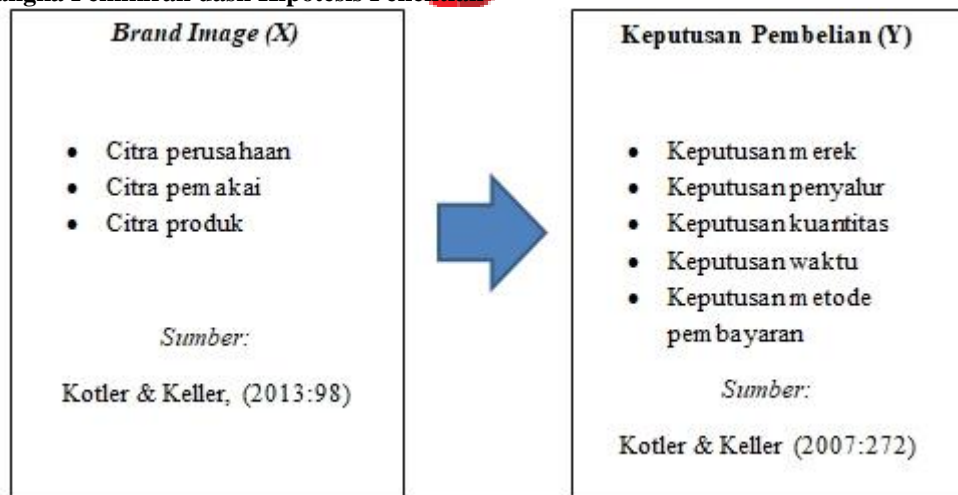 Brand Image (X)
• Citra perusahaan
• Citra pemakai
• Citra produk
Sumber:
Kotler & Keller, (2013:98)
Keputusan Pembelian (Y)
• Keputusan merek
• Keputusan penyalur
• Keputusan kuantitas
• Keputusan waktu
• Keputusan metode
pembayaran
Sumber:
Kotler & Keller (2007:272)